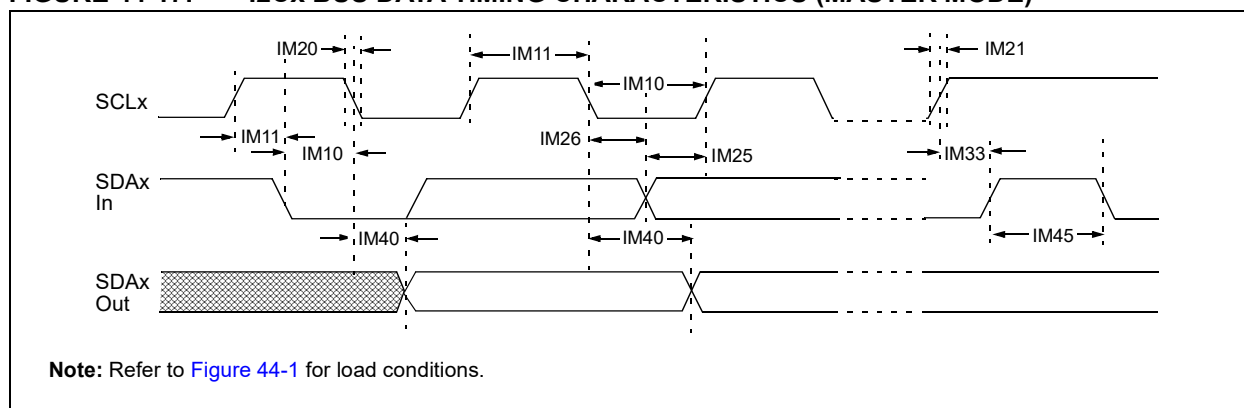 IM20
IM11
IM21
IM10
SCLx
IM11
IM10
IM26
IM25
IM33
SDAx
In
IM40
IM40
IM45
SDAx
Out
Note: Refer to Figure 44-1 for load conditions.